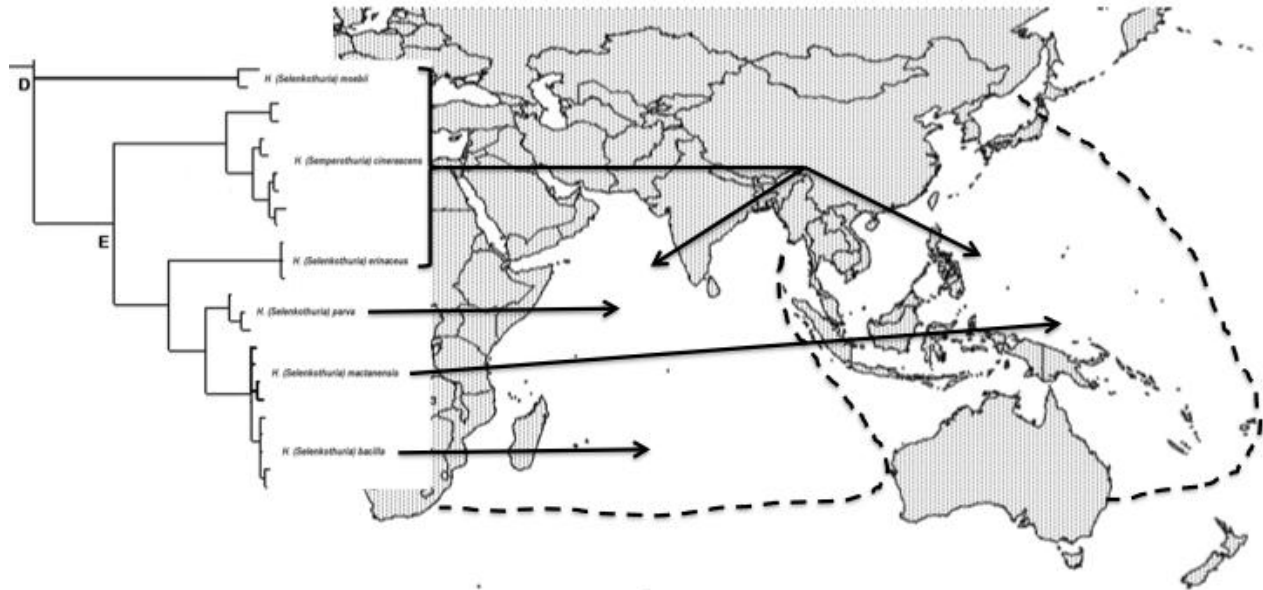 D
H. (Selenkothuria) moebii
H. (Semperothuria) cinerascens
E
H. (Selenkothuria) erinaceus
H. (Selenkothuria) parva
H. (Selenkothuria) mactanensis
H. (Selenkothuria) bacilla